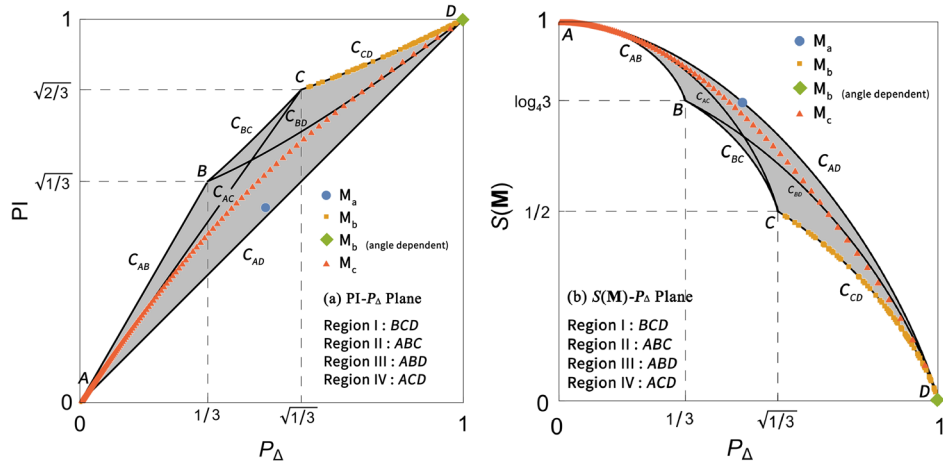 1
√2/3
√1/3
PI
0
D
C_CD
C
C_BC
C_BD
B
C_AC
C_AB
C_AD
A
M_a
M_b
M_b (angle dependent)
M_c
(a) PI-P_Δ Plane
Region I : BCD
Region II : ABC
Region III : ABD
Region IV : ACD
0
1/3
√1/3
1
P_Δ
1
log₄3
1/2
S(M)
0
A
C_AB
C_AC
B
C_BC
C_AD
C_BD
C
C_CD
D
M_a
M_b
M_b (angle dependent)
M_c
(b) S(M)-P_Δ Plane
Region I : BCD
Region II : ABC
Region III : ABD
Region IV : ACD
0
1/3
√1/3
1
P_Δ